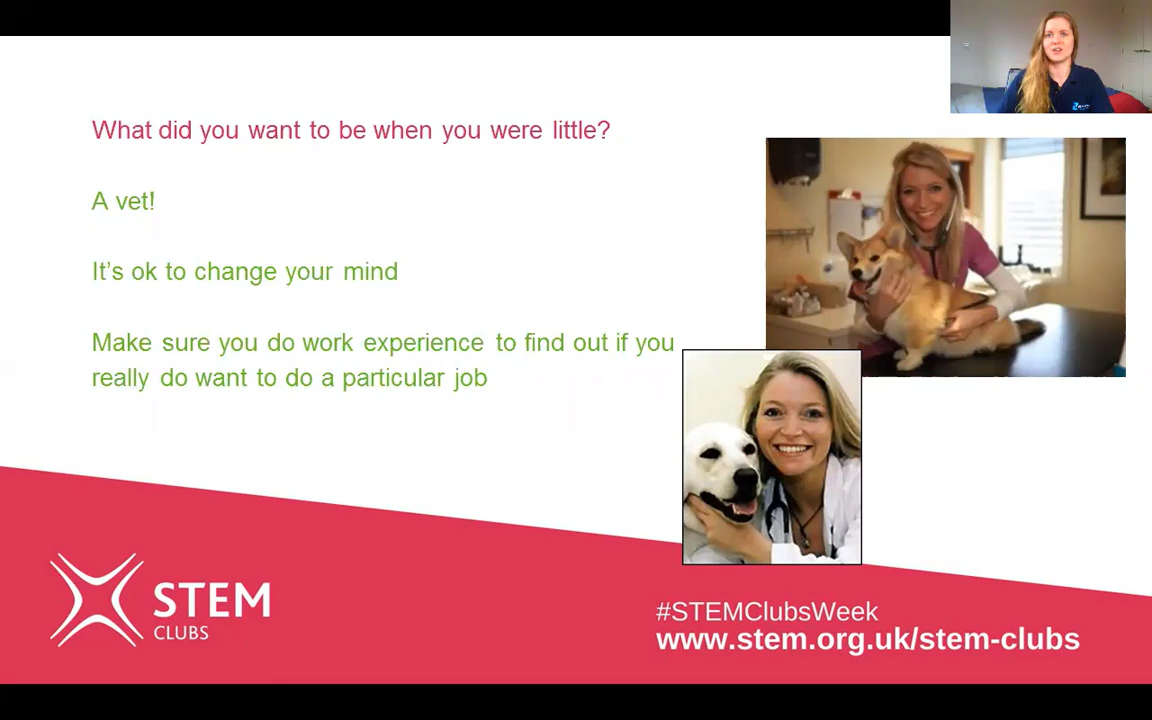 What did you want to be when you were little?
A vet!
It's ok to change your mind
Make sure you do work experience to find out if you
really do want to do a particular job
STEM
CLUBS
#STEMClubsWeek
www.stem.org.uk/stem-clubs